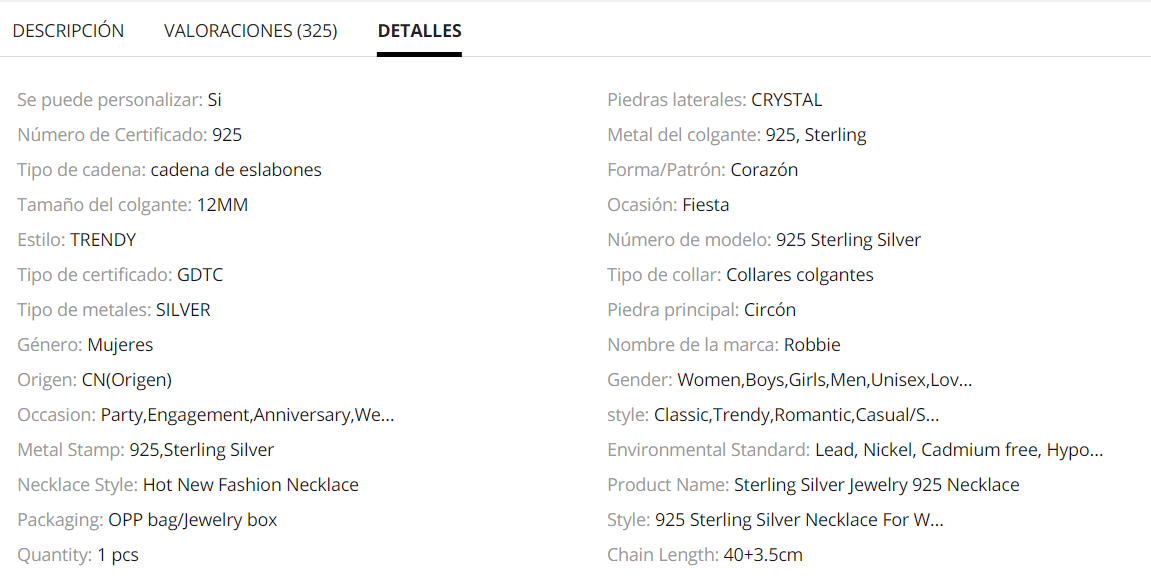 DESCRIPCIÓN VALORACIONES (325) DETALLES
Se puede personalizar: Si
Número de Certificado: 925
Tipo de cadena: cadena de eslabones
Tamaño del colgante: 12MM
Estilo: TRENDY
Tipo de certificado: GDTC
Tipo de metales: SILVER
Género: Mujeres
Origen: CN(Origen)
Occasion: Party,Engagement,Anniversary,We...
Metal Stamp: 925,Sterling Silver
Necklace Style: Hot New Fashion Necklace
Packaging: OPP bag/Jewelry box
Quantity: 1 pcs
Piedras laterales: CRYSTAL
Metal del colgante: 925, Sterling
Forma/Patrón: Corazón
Ocasión: Fiesta
Número de modelo: 925 Sterling Silver
Tipo de collar: Collares colgantes
Piedra principal: Circón
Nombre de la marca: Robbie
Gender: Women,Boys,Girls,Men,Unisex,Lov...
style: Classic,Trendy,Romantic,Casual/S...
Environmental Standard: Lead, Nickel, Cadmium free, Hypo...
Product Name: Sterling Silver Jewelry 925 Necklace
Style: 925 Sterling Silver Necklace For W...
Chain Length: 40+3.5cm